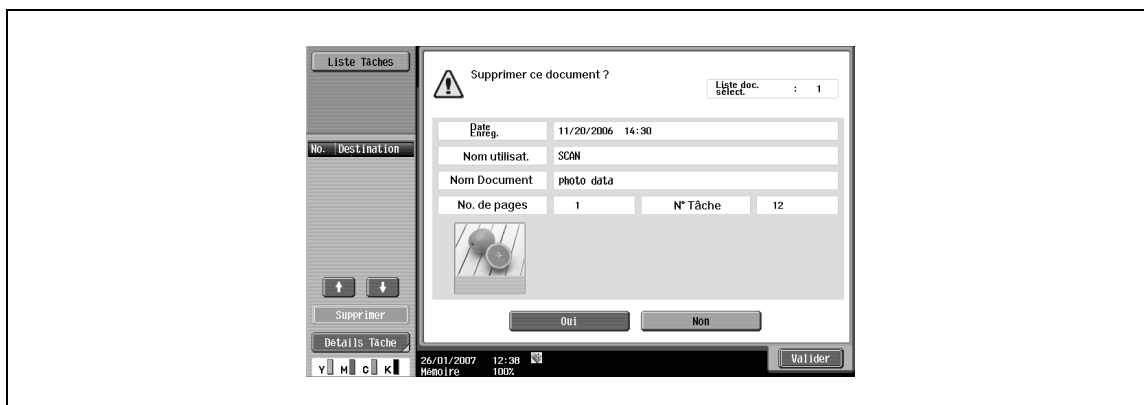 Liste Tâches
Supprimer ce document ?
Liste doc.
sélect. : 1
Date
Enreg. 11/20/2006 14:30
No. Destination
Nom utilisat. SCAN
Nom Document photo data
No. de pages 1 N° Tâche 12
Supprimer
Oui Non
Détails Tâche
Valider
26/01/2007 12:38
Mémoire 100%
Y M C K